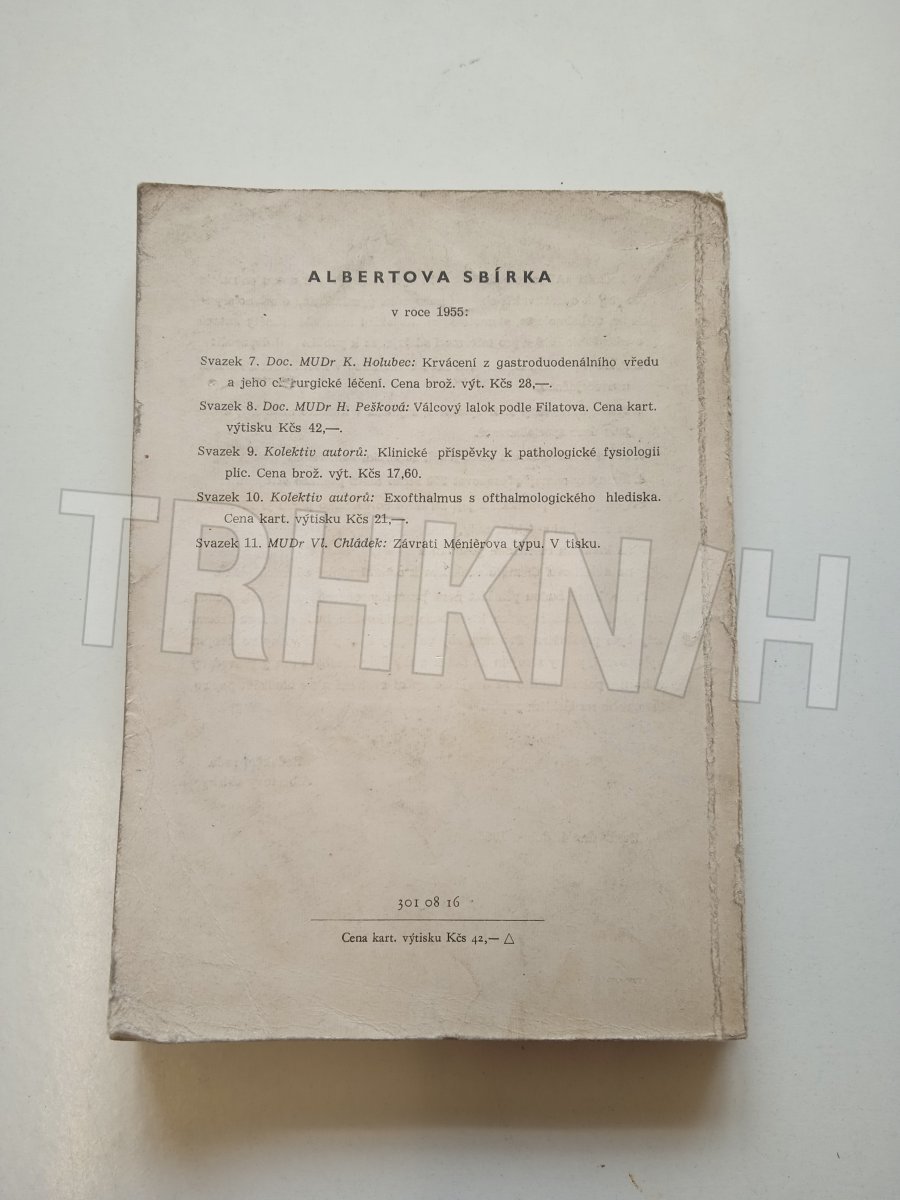 ALBERTOVA SBÍRKA
v roce 1955:
Svazek 7. Doc. MUDr K. Holubec: Krvácení z gastroduodenálního vředu
a jeho chirurgické léčení. Cena brož. výt. Kčs 28,—.
Svazek 8. Doc. MUDr H. Pešková: Válcový lalok podle Filatova. Cena kart.
výtisku Kčs 42,—.
Svazek 9. Kolektiv autorů: Klinické příspěvky k pathologické fysiologii
plic. Cena brož. výt. Kčs 17,60.
Svazek 10. Kolektiv autorů: Exofthalmus s ofthalmologického hlediska.
Cena kart. výtisku Kčs 21,—.
Svazek 11. MUDr Vl. Chládek: Závrati Ménièrova typu. V tisku.
TRHKNIH
301 08 16
Cena kart. výtisku Kčs 42,— △